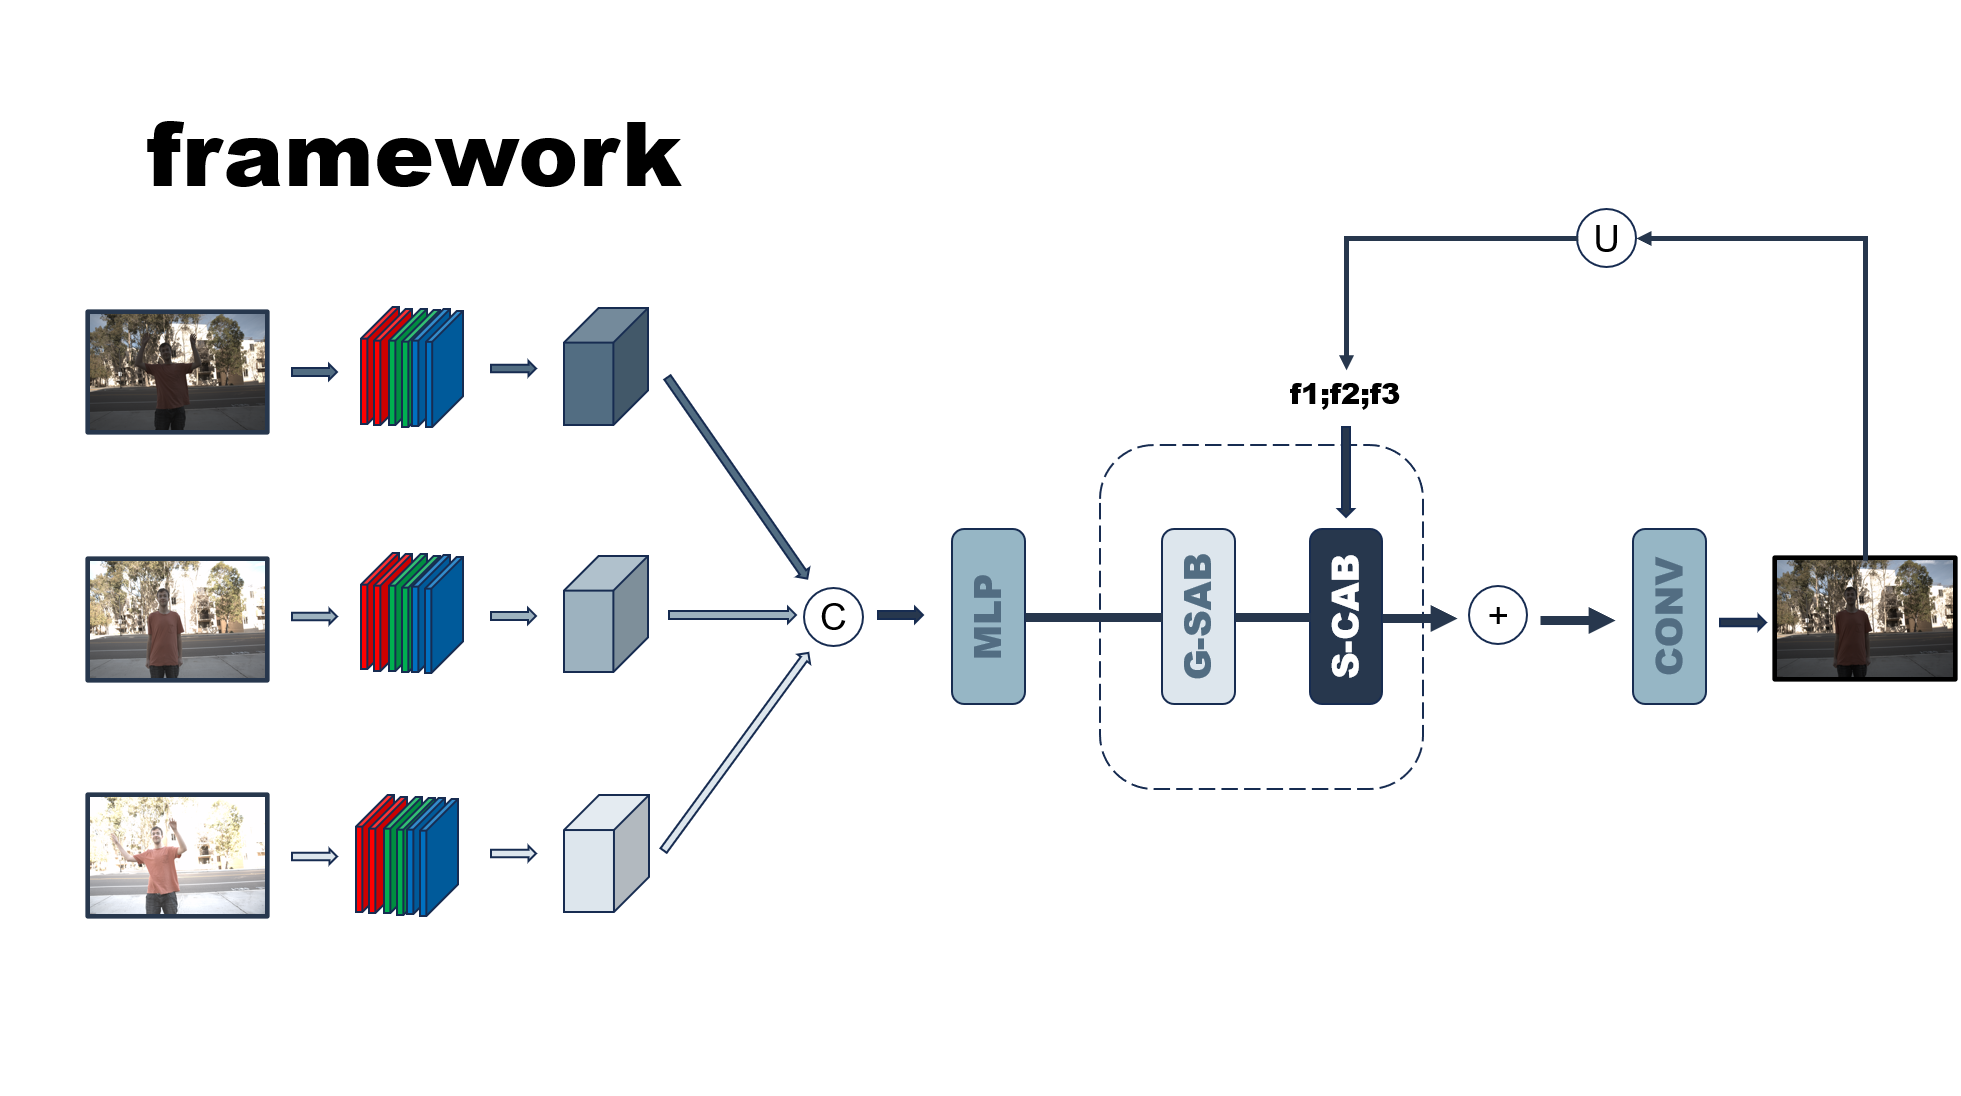 framework
U
f1;f2;f3
C
MLP
G-SAB
S-CAB
+
CONV